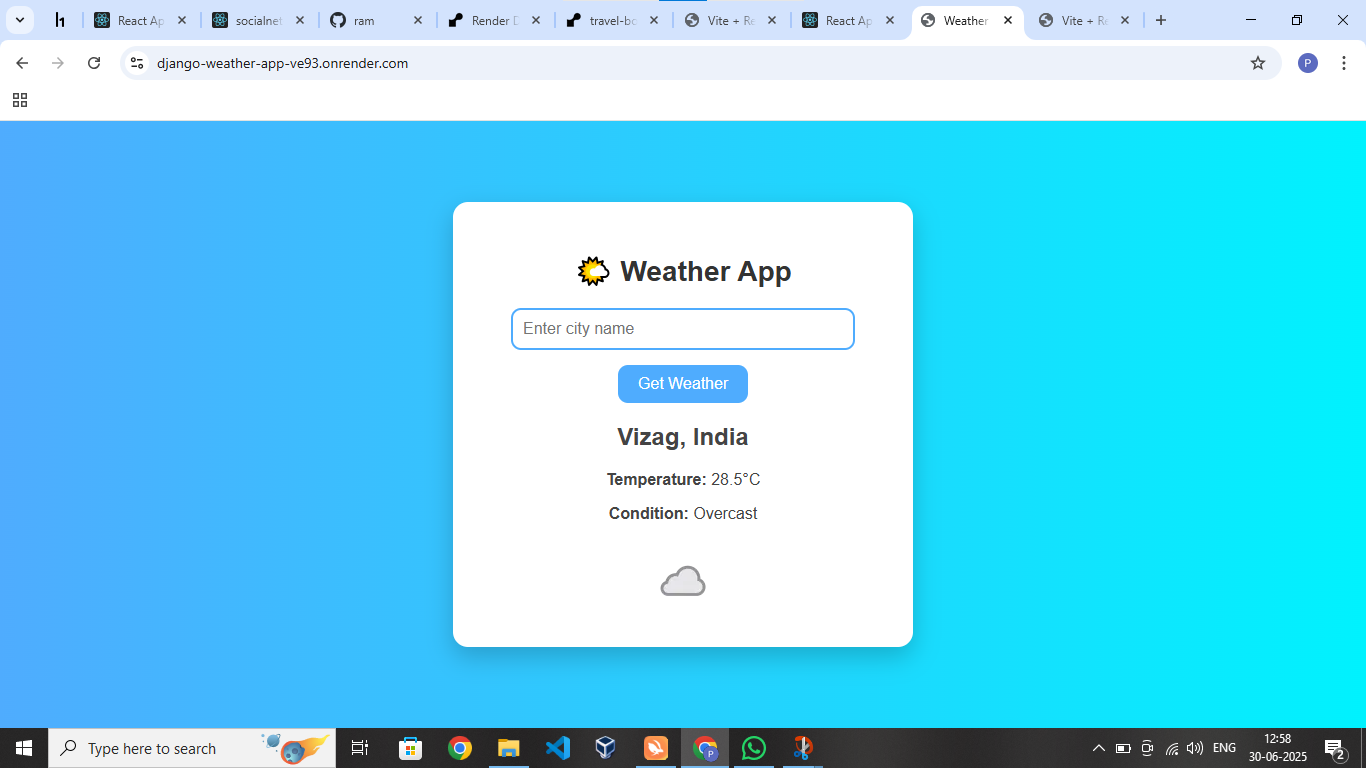 React Ap
socialnet
ram
Render D
travel-bo
Vite + Re
React Ap
Weather
Vite + Re
django-weather-app-ve93.onrender.com
P
Weather App
Enter city name
Get Weather
Vizag, India
Temperature: 28.5°C
Condition: Overcast
Type here to search
P
ENG
12:58
30-06-2025
2